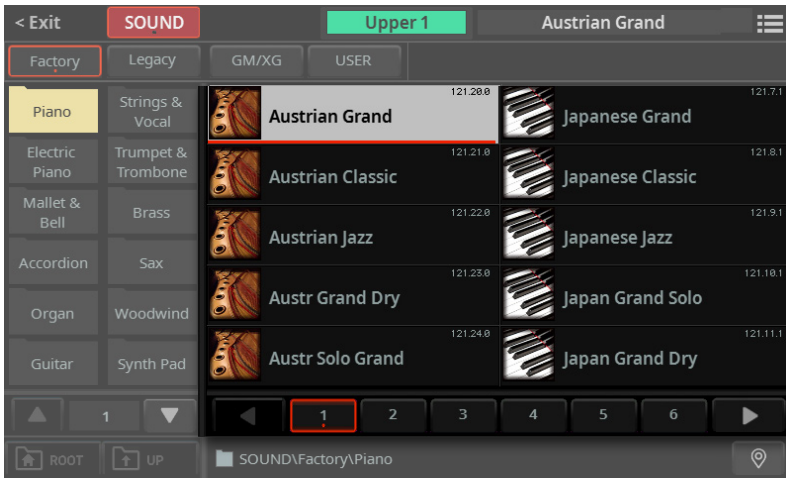 < Exit
SOUND
Upper 1
Austrian Grand
Factory
Legacy
GM/XG
USER
Piano
Strings &
Vocal
Electric
Piano
Trumpet &
Trombone
Mallet &
Bell
Brass
Accordion
Sax
Organ
Woodwind
Guitar
Synth Pad
121.20.0
Austrian Grand
121.7.1
Japanese Grand
121.21.0
Austrian Classic
121.8.1
Japanese Classic
121.22.0
Austrian Jazz
121.9.1
Japanese Jazz
121.23.0
Austr Grand Dry
121.10.1
Japan Grand Solo
121.24.0
Austr Solo Grand
121.11.1
Japan Grand Dry
1
1
2
3
4
5
6
ROOT
UP
SOUND\Factory\Piano